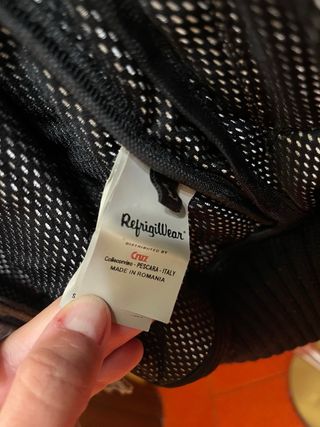 RefrigiWear
DISTRIBUTED BY
Cruz
Collecorvino - PESCARA - ITALY
MADE IN ROMANIA
S